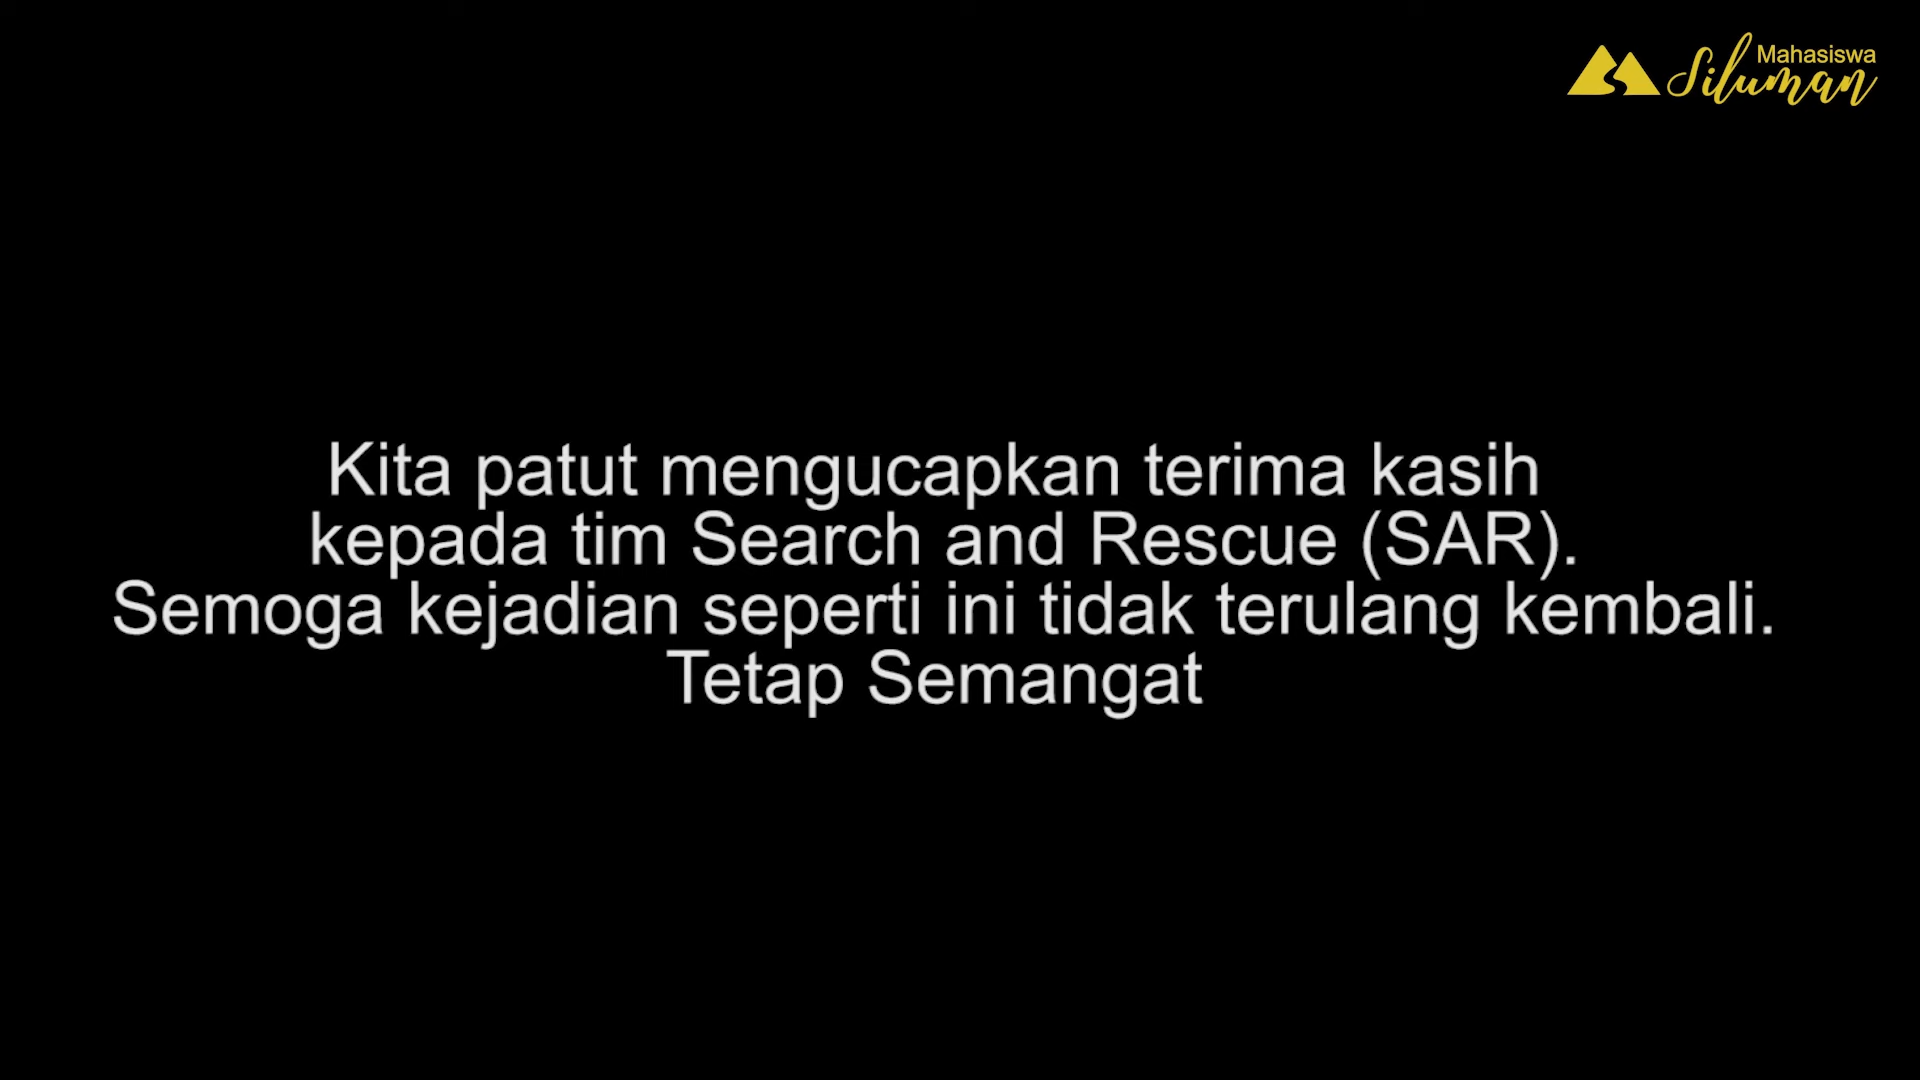 Mahasiswa
Siluman
Kita patut mengucapkan terima kasih
kepada tim Search and Rescue (SAR).
Semoga kejadian seperti ini tidak terulang kembali.
Tetap Semangat